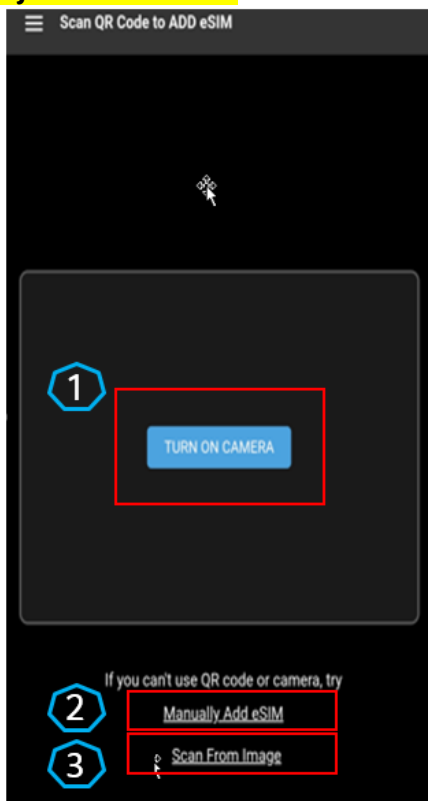 Scan QR Code to ADD eSIM
1
TURN ON CAMERA
If you can't use QR code or camera, try
2
Manually Add eSIM
3
Scan From Image